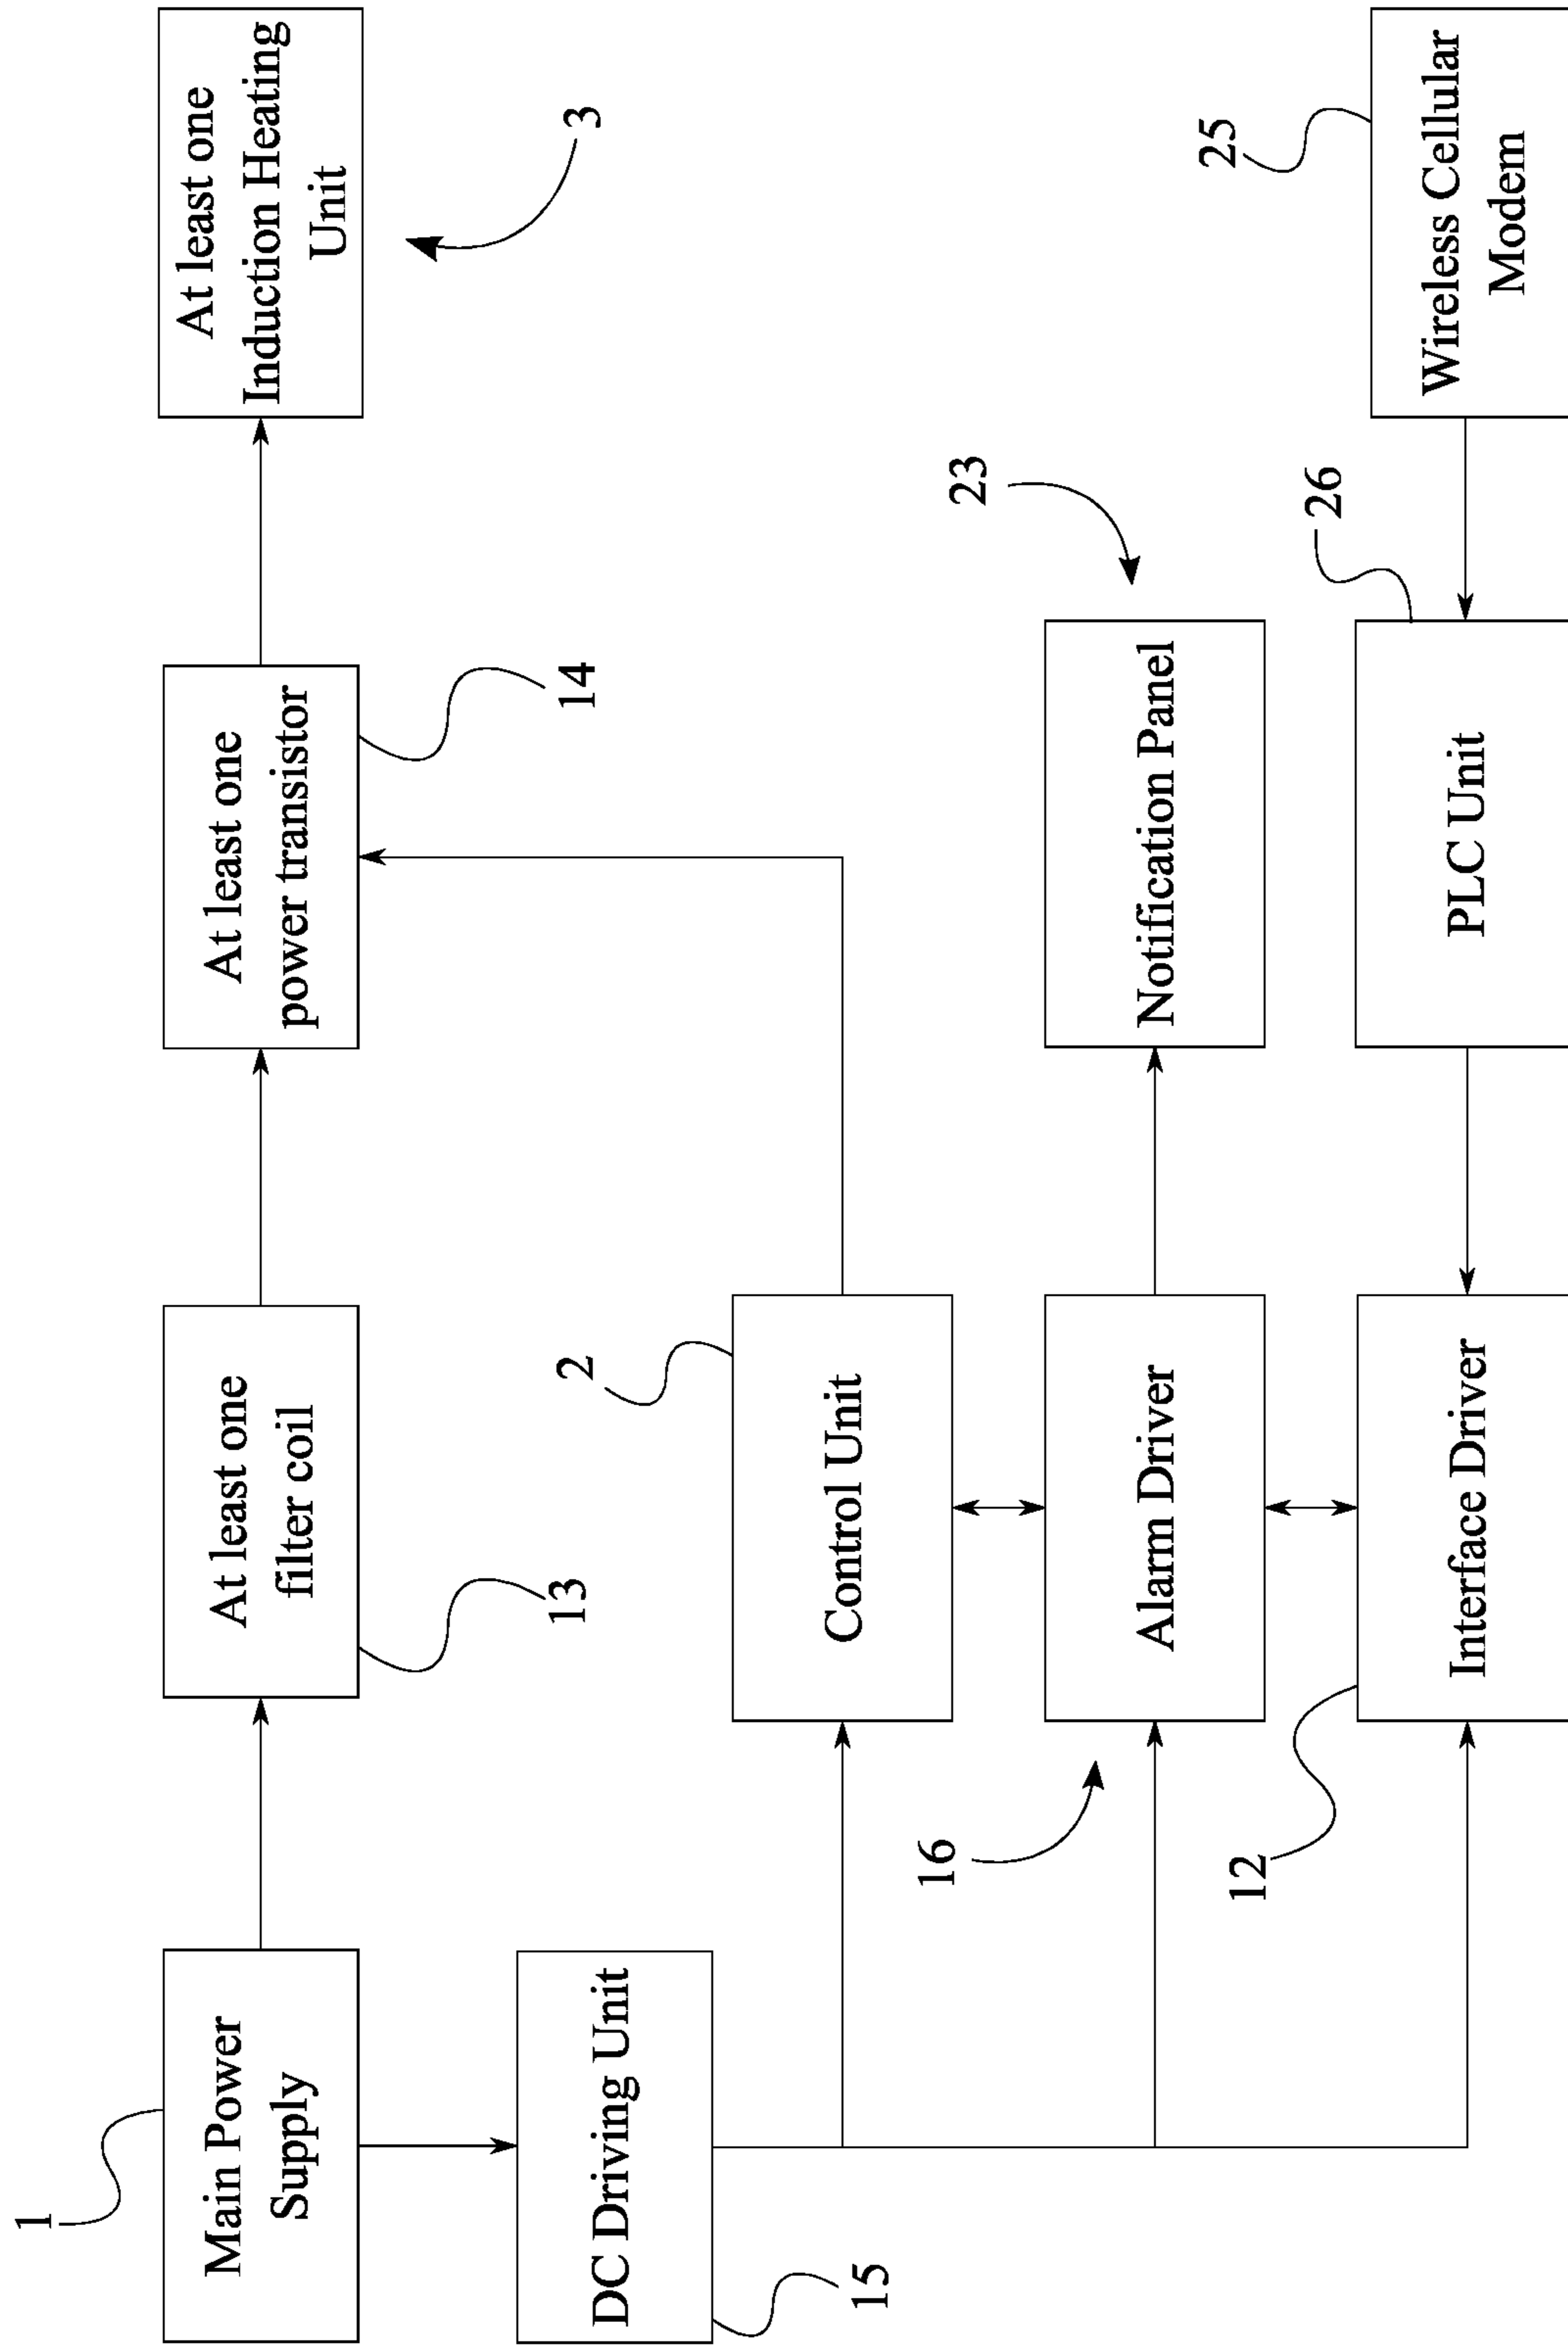 1
Main Power
Supply
At least one
filter coil
13
At least one
power transistor
14
At least one
Induction Heating
Unit
3
DC Driving Unit
15
2
Control Unit
16
Alarm Driver
23
Notification Panel
12
Interface Driver
26
PLC Unit
25
Wireless Cellular
Modem